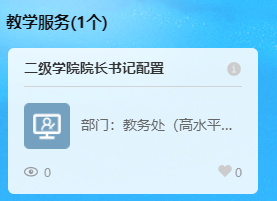 教学服务(1个)
二级学院院长书记配置
部门：教务处（高水平...
0
0